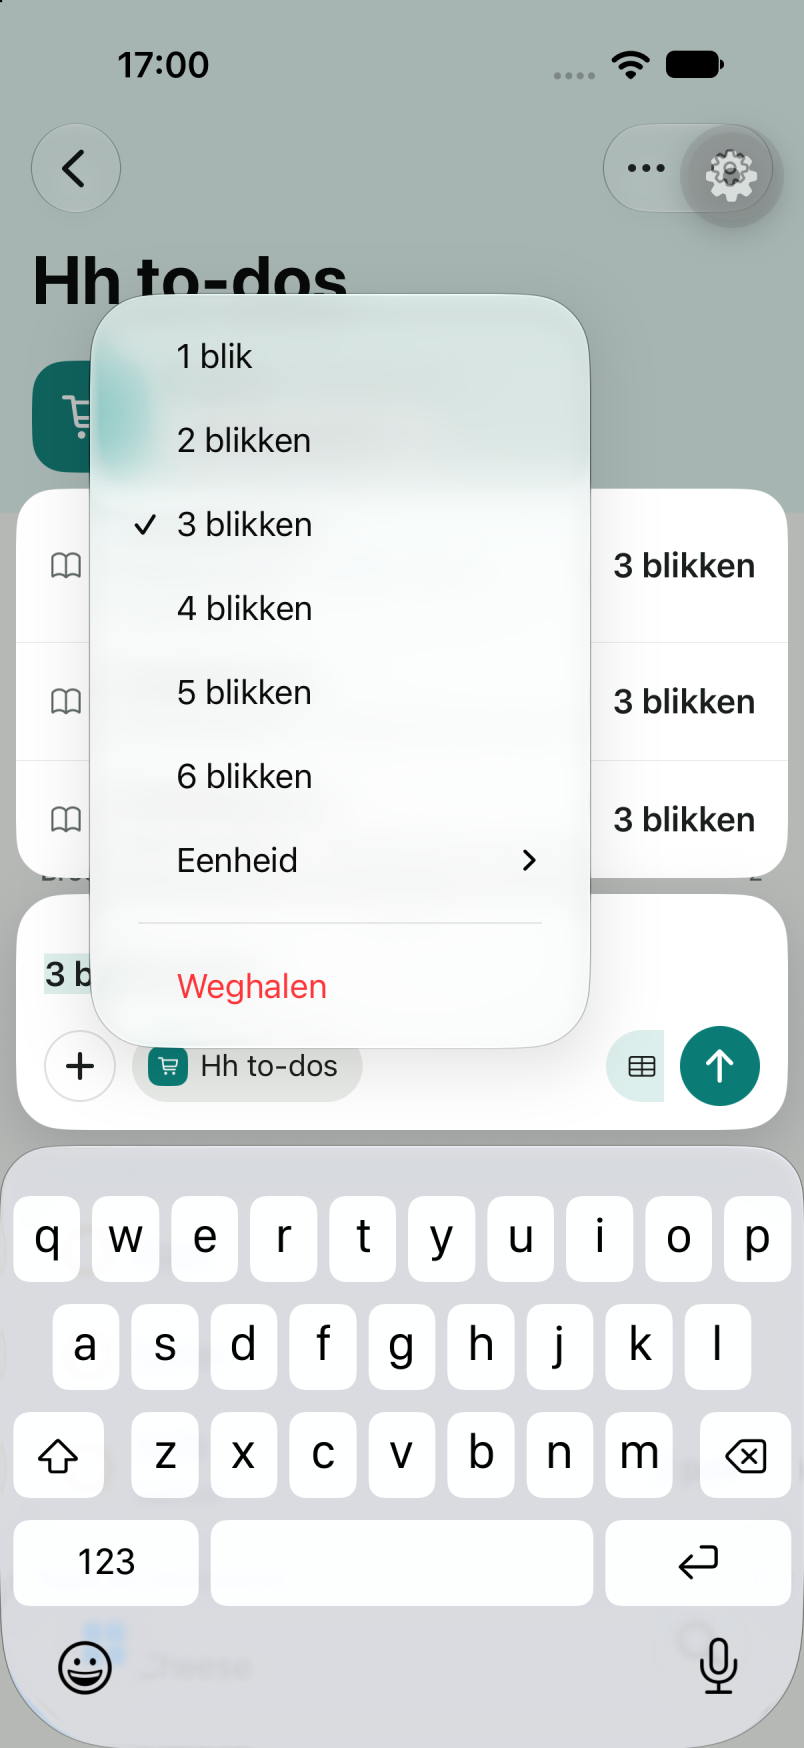 17:00
Hh to-dos
1 blik
2 blikken
3 blikken
4 blikken
5 blikken
6 blikken
Eenheid
Weghalen
3 blikken
3 blikken
3 blikken
3 b
Hh to-dos
q w e r t y u i o p
a s d f g h j k l
z x c v b n m
123